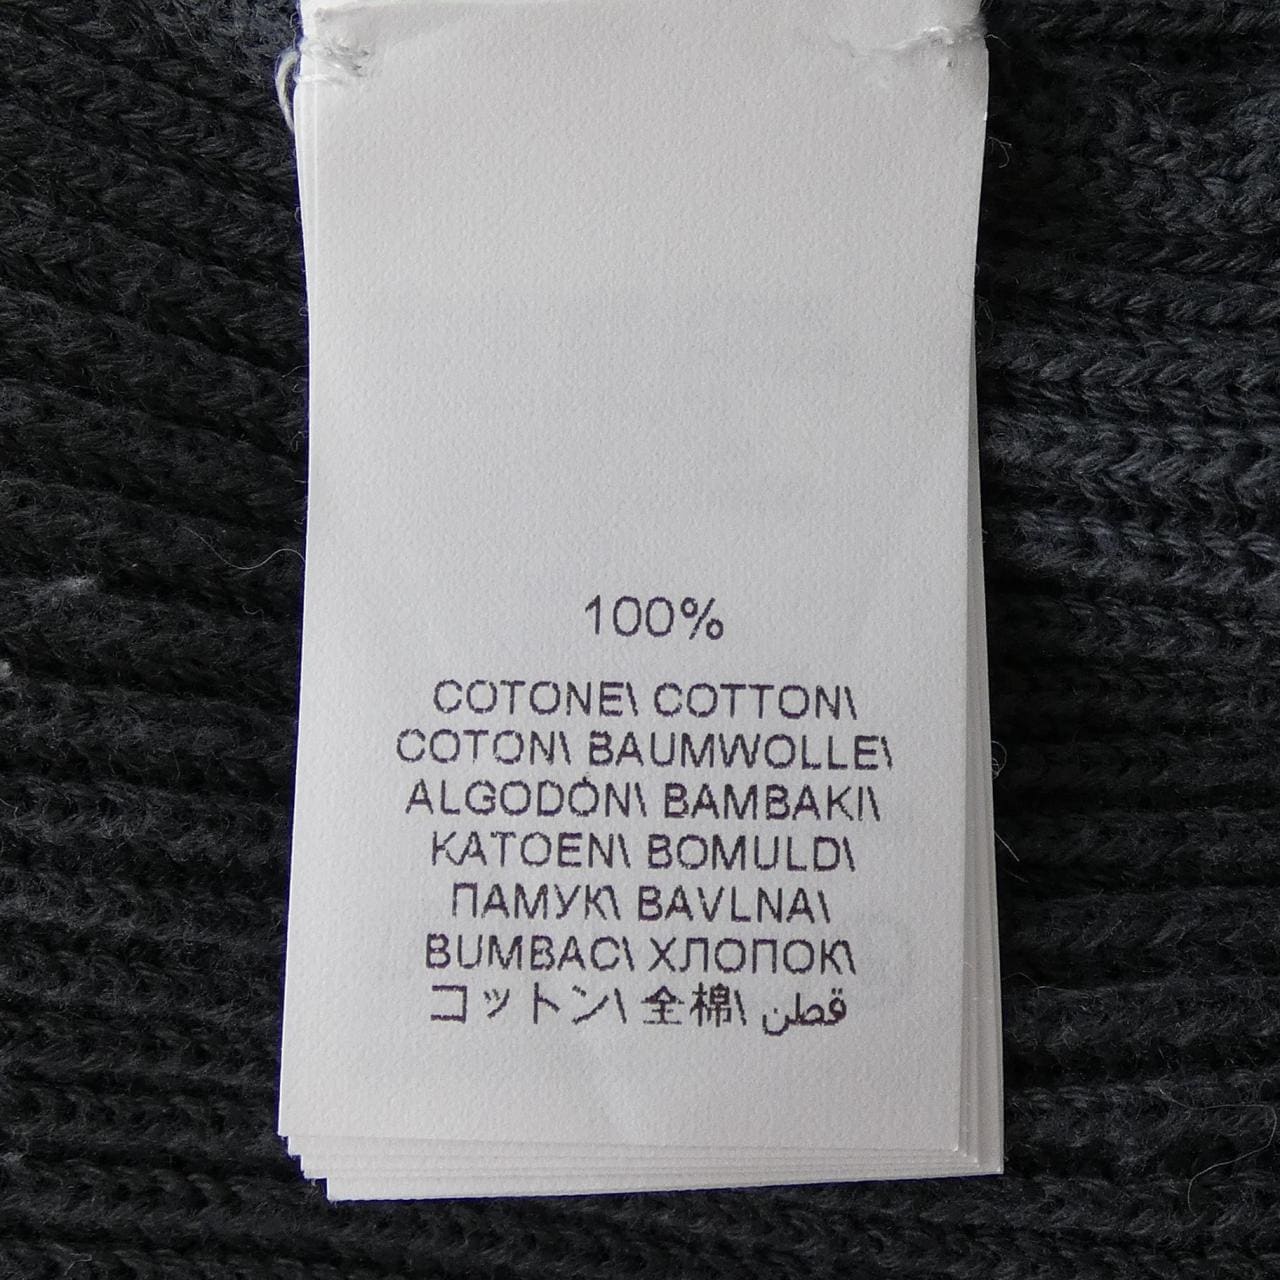 100%
COTONE\ COTTON\
COTON\ BAUMWOLLE\
ALGODÓN\ BAMBAKI\
KATOEN\ BOMULD\
ПАМУК\ BAVLNA\
BUMBAC\ ХЛОПОК\
コットン\ 全棉\ قطن